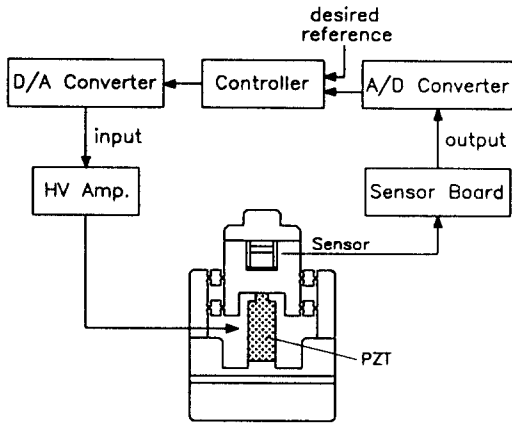 desired
reference
D/A Converter
Controller
A/D Converter
input
output
HV Amp.
Sensor Board
Sensor
PZT